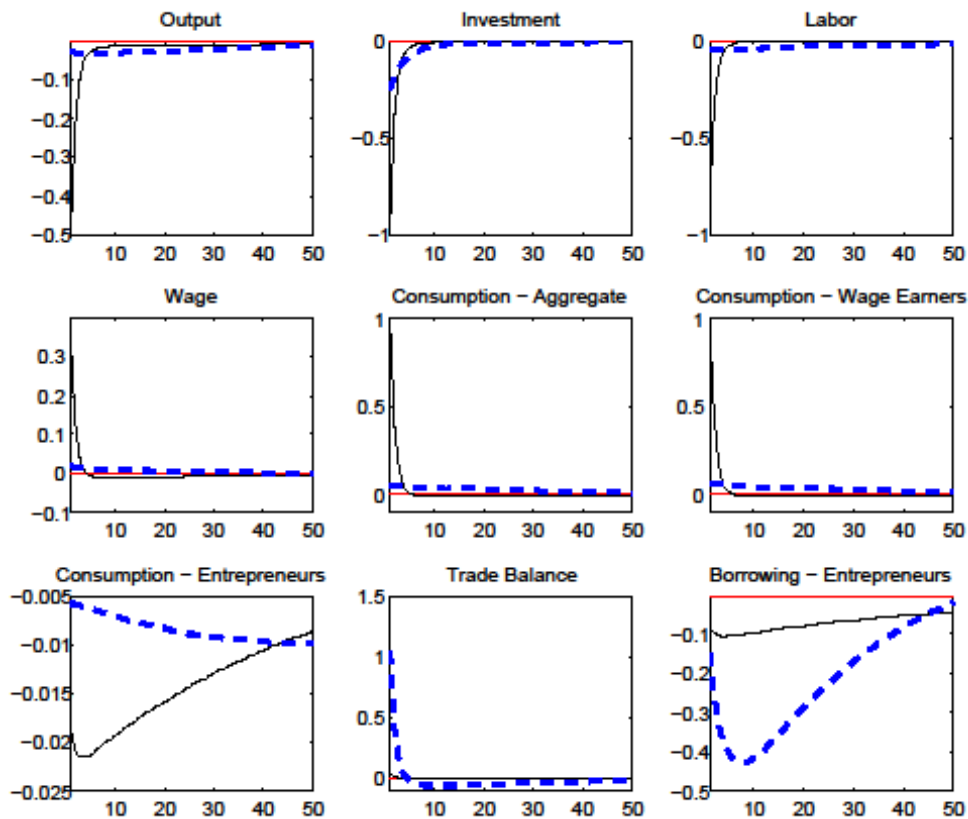 Output
Investment
Labor
−0.1
−0.2
−0.3
−0.4
−0.5
10 20 30 40 50
0
−0.5
−1
10 20 30 40 50
0
−0.5
−1
10 20 30 40 50
Wage
Consumption − Aggregate
Consumption − Wage Earners
0.3
0.2
0.1
0
−0.1
10 20 30 40 50
1
0.5
0
10 20 30 40 50
1
0.5
0
10 20 30 40 50
Consumption − Entrepreneurs
Trade Balance
Borrowing − Entrepreneurs
−0.005
−0.01
−0.015
−0.02
−0.025
10 20 30 40 50
1.5
1
0.5
0
10 20 30 40 50
−0.1
−0.2
−0.3
−0.4
−0.5
10 20 30 40 50